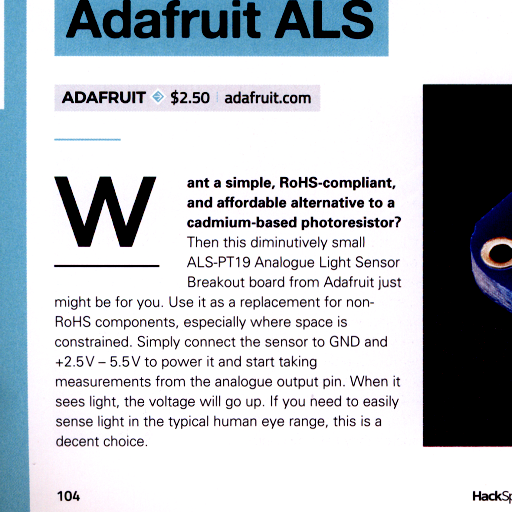 Adafruit ALS
ADAFRUIT $2.50 adafruit.com
Want a simple, RoHS-compliant,
and affordable alternative to a
cadmium-based photoresistor?
Then this diminutively small
ALS-PT19 Analogue Light Sensor
Breakout board from Adafruit just
might be for you. Use it as a replacement for non-
RoHS components, especially where space is
constrained. Simply connect the sensor to GND and
+2.5V – 5.5V to power it and start taking
measurements from the analogue output pin. When it
sees light, the voltage will go up. If you need to easily
sense light in the typical human eye range, this is a
decent choice.
104
HackSp